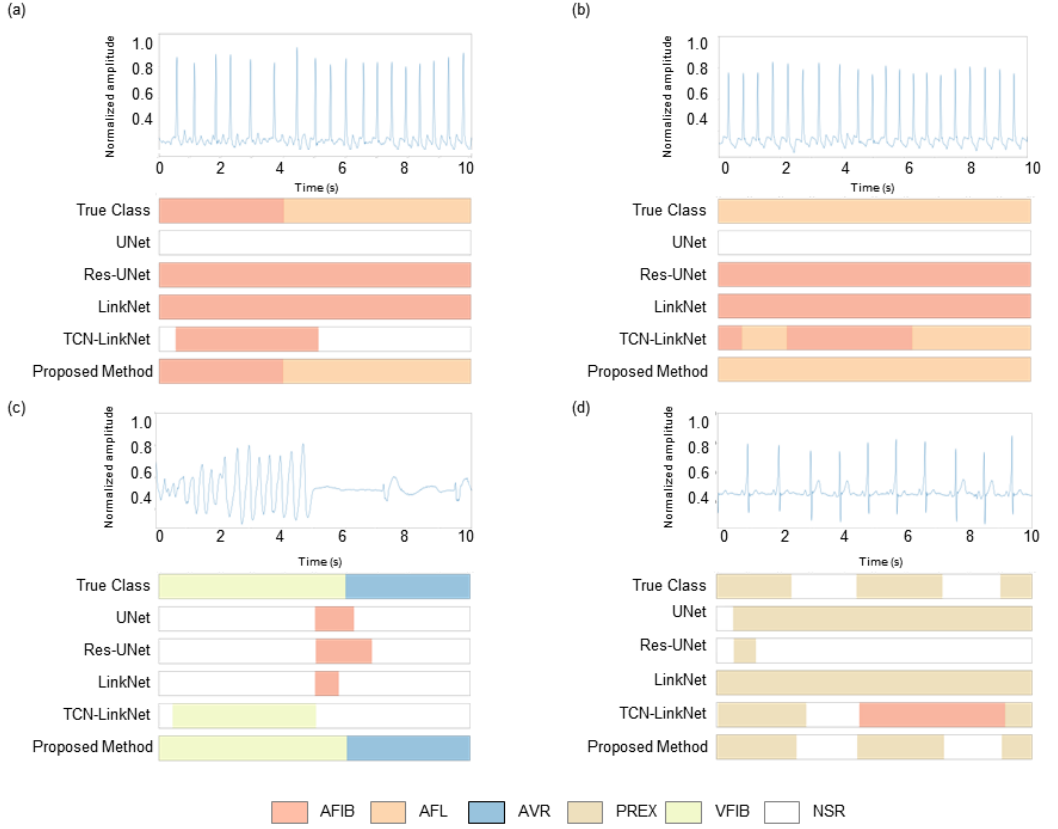 (a)
Normalized amplitude
1.0
0.8
0.6
0.4
0 2 4 6 8 10
Time (s)
True Class
UNet
Res-UNet
LinkNet
TCN-LinkNet
Proposed Method
(b)
Normalized amplitude
1.0
0.8
0.6
0.4
0 2 4 6 8 10
Time (s)
True Class
UNet
Res-UNet
LinkNet
TCN-LinkNet
Proposed Method
(c)
Normalized amplitude
1.0
0.8
0.6
0.4
0 2 4 6 8 10
Time (s)
True Class
UNet
Res-UNet
LinkNet
TCN-LinkNet
Proposed Method
(d)
Normalized amplitude
1.0
0.8
0.6
0.4
0 2 4 6 8 10
Time (s)
True Class
UNet
Res-UNet
LinkNet
TCN-LinkNet
Proposed Method
AFIB AFL AVR PREX VFIB NSR